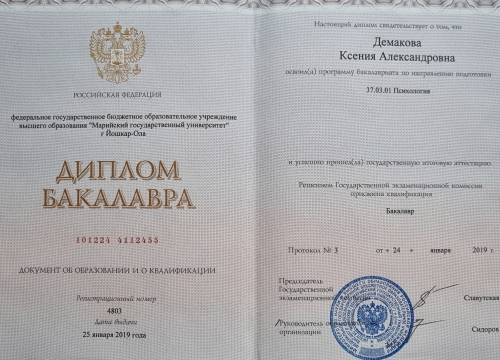 РОССИЙСКАЯ ФЕДЕРАЦИЯ
федеральное государственное бюджетное образовательное учреждение
высшего образования "Марийский государственный университет"
г Йошкар-Ола
ДИПЛОМ
БАКАЛАВРА
101224 4112455
ДОКУМЕНТ ОБ ОБРАЗОВАНИИ И О КВАЛИФИКАЦИИ
Регистрационный номер
4803
Дата выдачи
25 января 2019 года
Настоящий диплом свидетельствует о том, что
Демакова
Ксения Александровна
освоил(а) программу бакалавриата по направлению подготовки
37.03.01 Психология
и успешно прошел(ла) государственную итоговую аттестацию
Решением Государственной экзаменационной комиссии
присвоена квалификация
Бакалавр
Протокол № 3 от « 24 » января 2019 г
Председатель
Государственной
экзаменационной Славутская
Руководитель
организации Сидоров